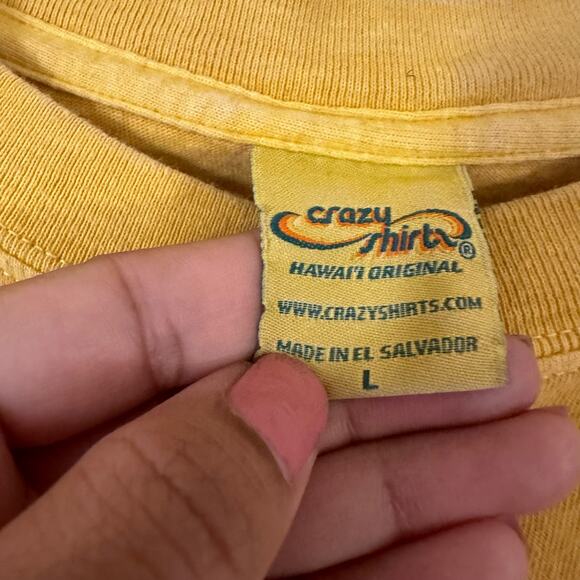 crazy
shirts®
HAWAI'I ORIGINAL
WWW.CRAZYSHIRTS.COM
MADE IN EL SALVADOR
L